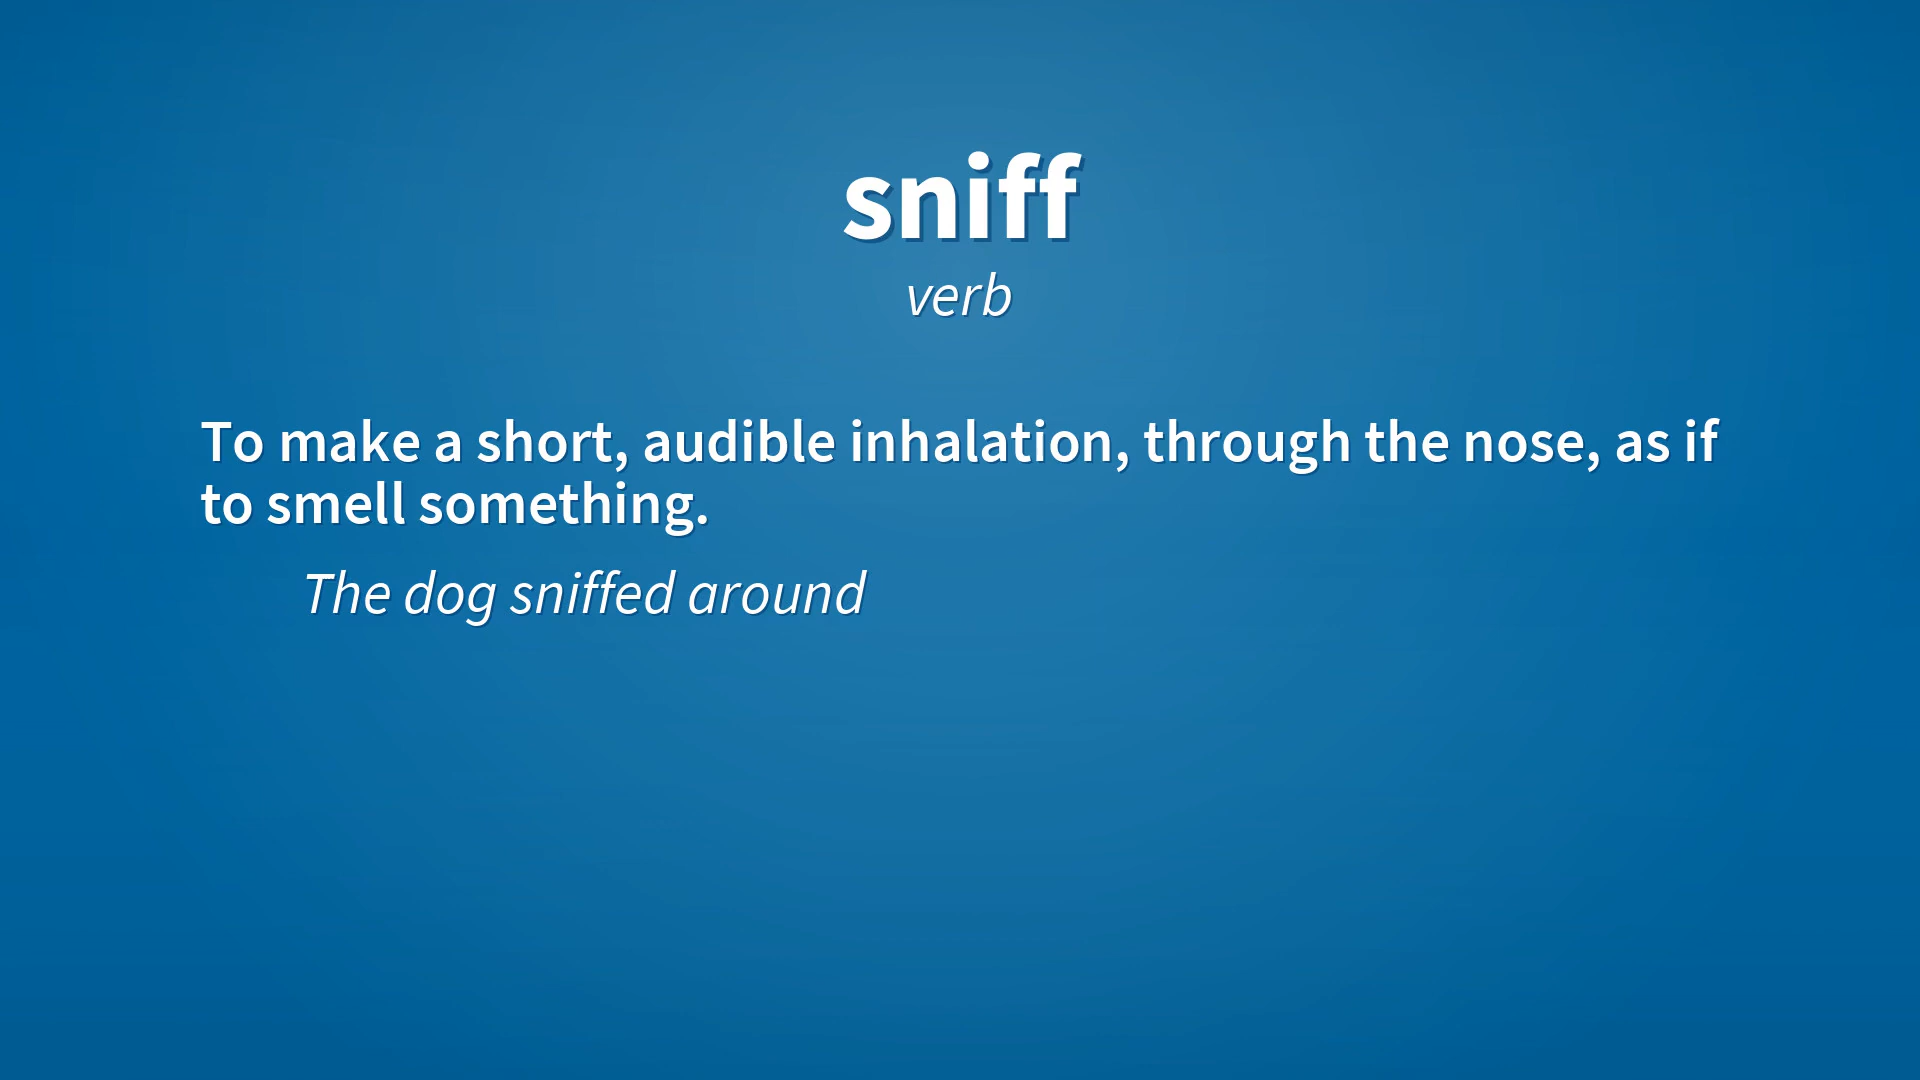 sniff
verb
To make a short, audible inhalation, through the nose, as if
to smell something.
The dog sniffed around